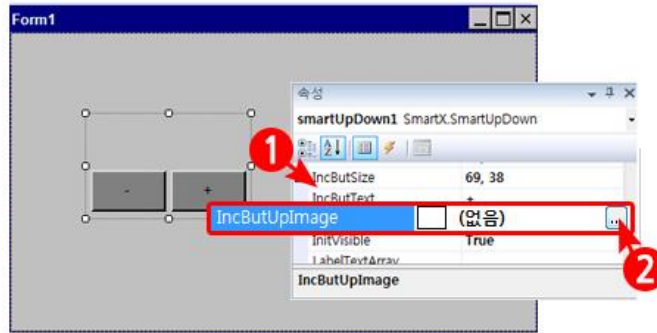 Form1
속성
smartUpDown1 SmartX.SmartUpDown
1
IncButSize 69, 38
IncButText +
- +
IncButUpImage (없음) ...
2
InitVisible True
LabelTextArray
IncButUpImage